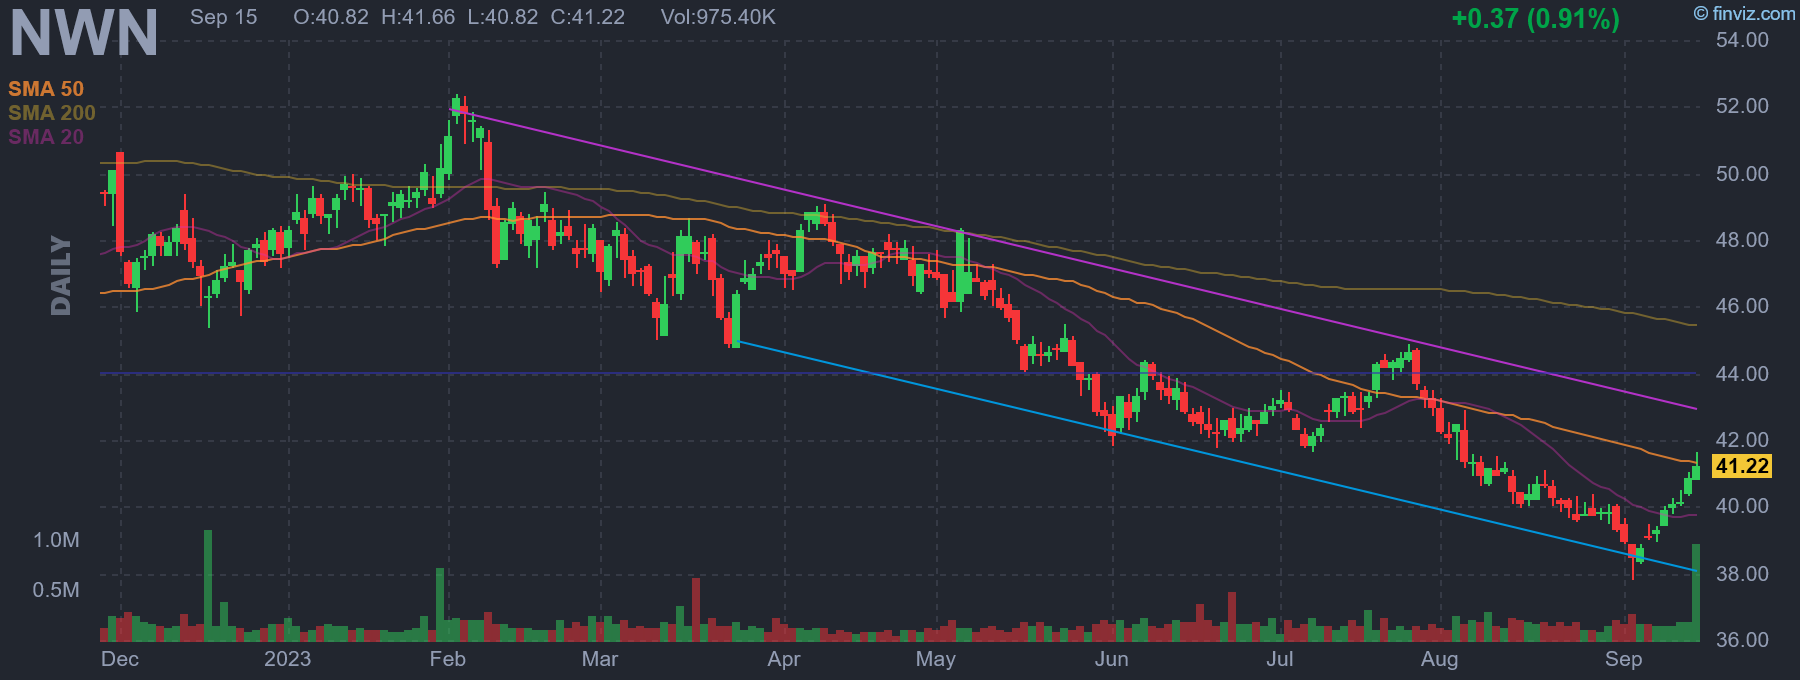 NWN Sep 15 O:40.82 H:41.66 L:40.82 C:41.22 Vol:975.40K +0.37 (0.91%) © finviz.com
SMA 50
SMA 200
SMA 20
DAILY
54.00
52.00
50.00
48.00
46.00
44.00
42.00
41.22
40.00
38.00
36.00
1.0M
0.5M
Dec 2023 Feb Mar Apr May Jun Jul Aug Sep